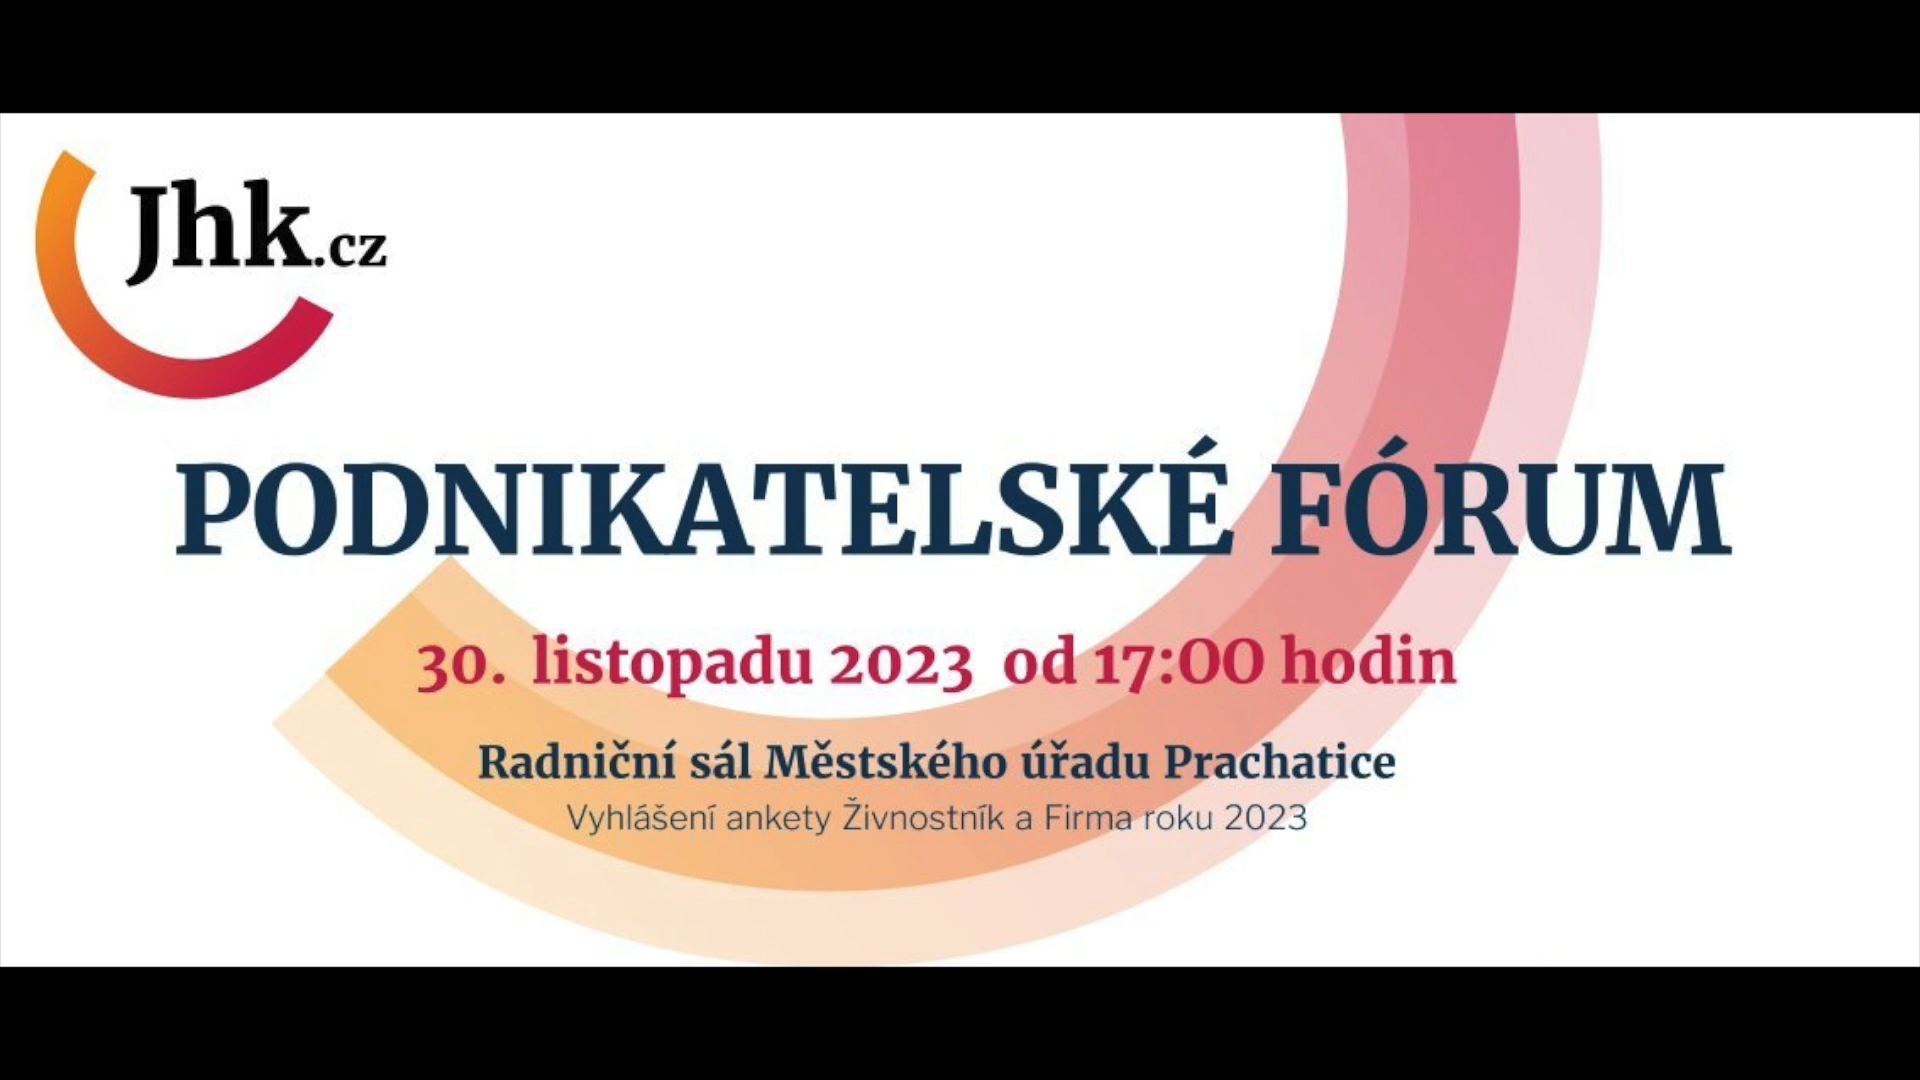 Jhk.cz
PODNIKATELSKÉ FÓRUM
30. listopadu 2023 od 17:00 hodin
Radniční sál Městského úřadu Prachatice
Vyhlášení ankety Živnostník a Firma roku 2023